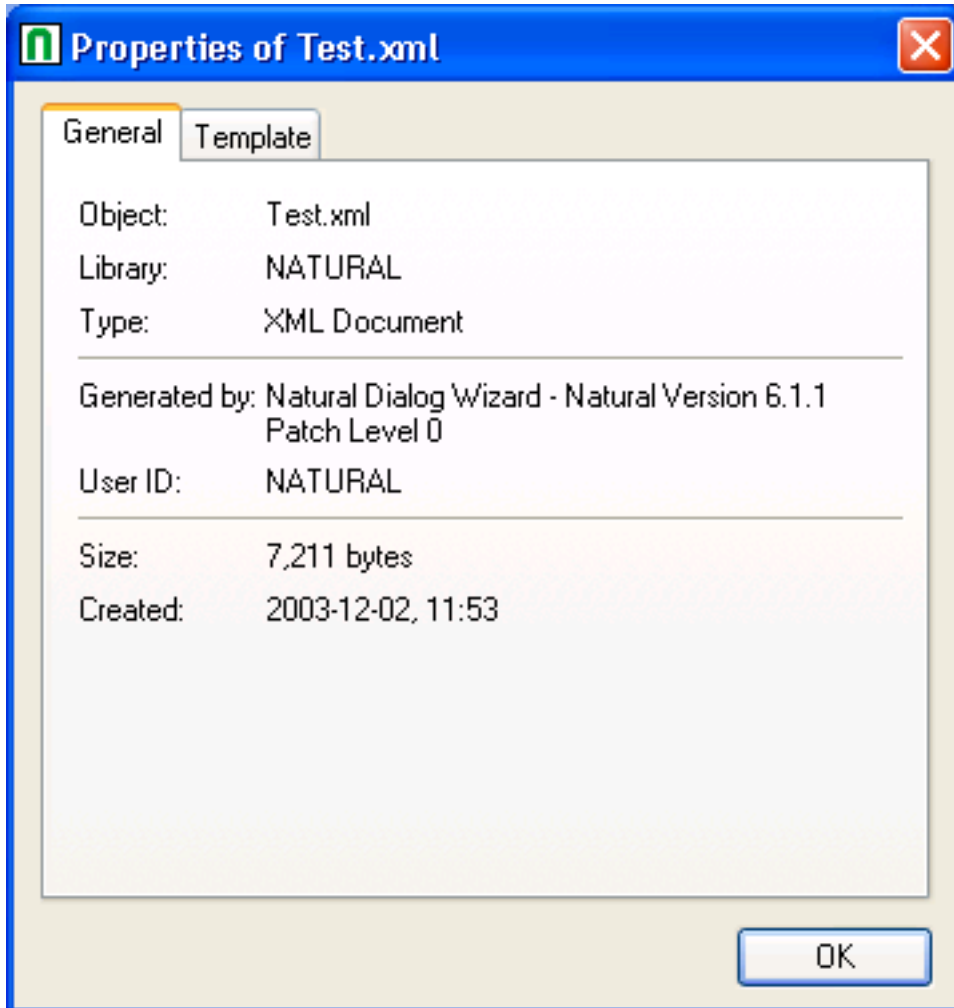 Properties of Test.xml
General Template
Object: Test.xml
Library: NATURAL
Type: XML Document
Generated by: Natural Dialog Wizard - Natural Version 6.1.1
Patch Level 0
User ID: NATURAL
Size: 7,211 bytes
Created: 2003-12-02, 11:53
OK